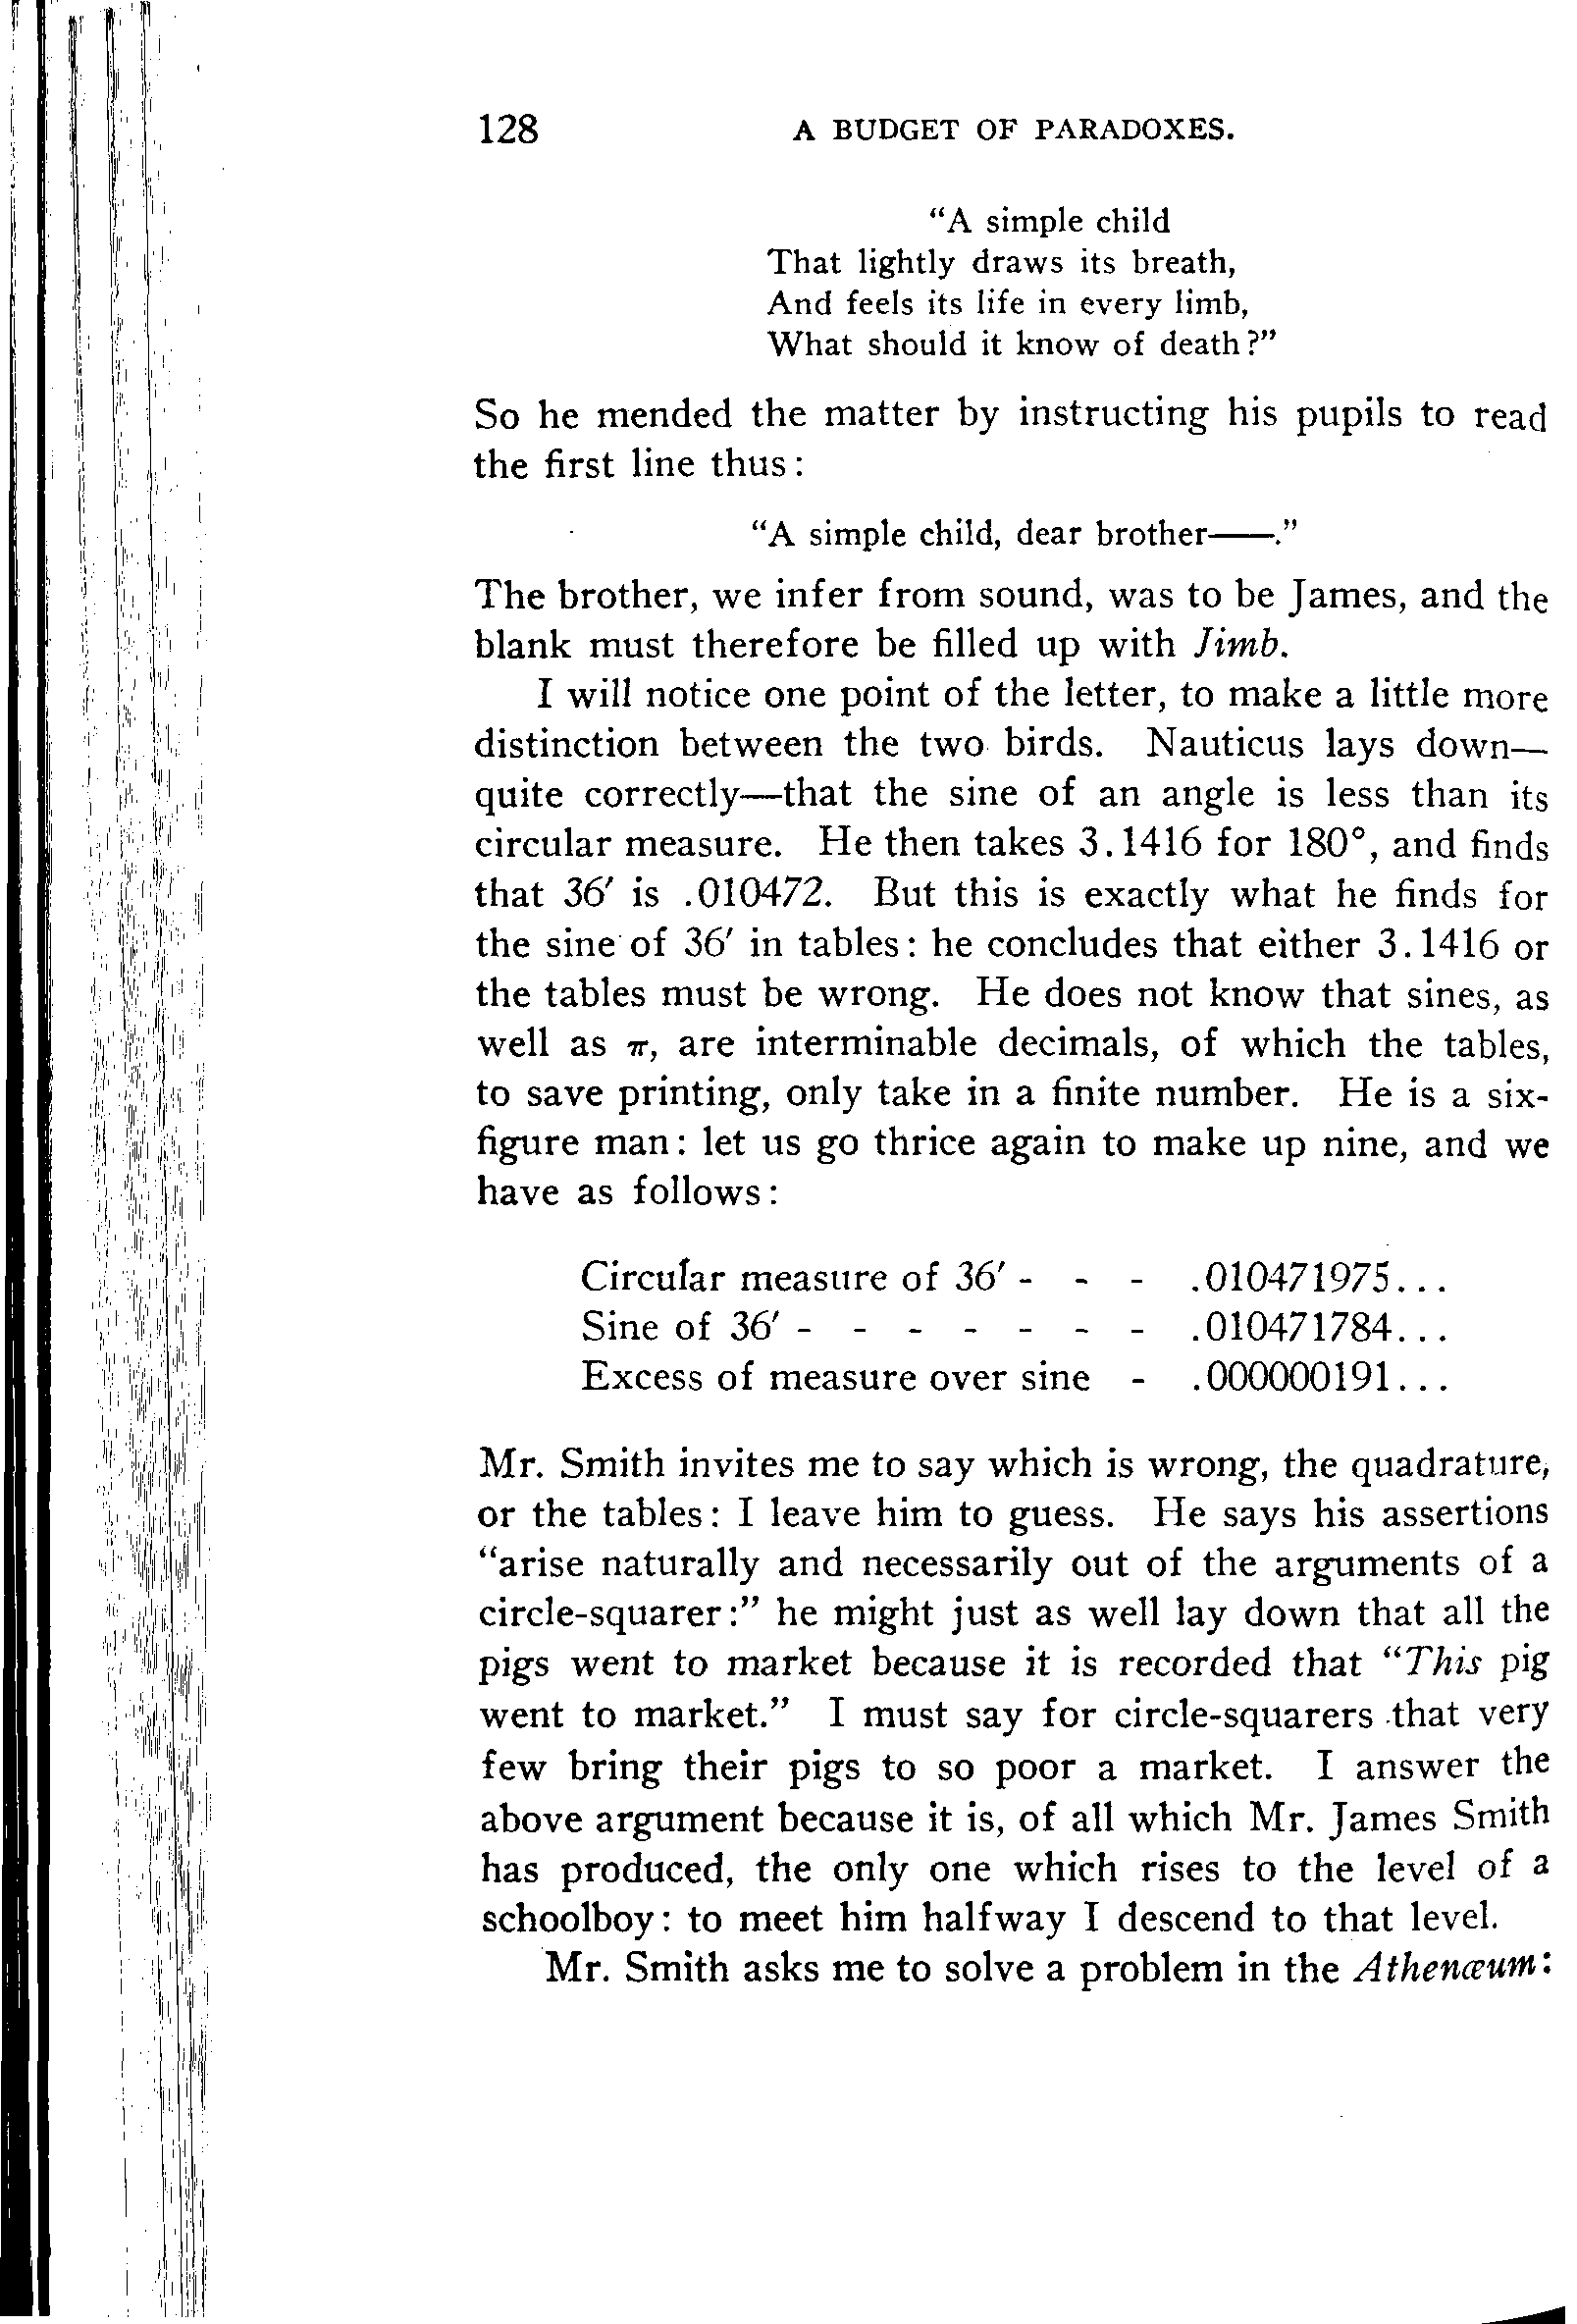 128 A BUDGET OF PARADOXES.
“A simple child
That lightly draws its breath,
And feels its life in every limb,
What should it know of death?”
So he mended the matter by instructing his pupils to read
the first line thus:
“A simple child, dear brother——.”
The brother, we infer from sound, was to be James, and the
blank must therefore be filled up with Jimb.
I will notice one point of the letter, to make a little more
distinction between the two birds. Nauticus lays down—
quite correctly—that the sine of an angle is less than its
circular measure. He then takes 3.1416 for 180°, and finds
that 36′ is .010472. But this is exactly what he finds for
the sine of 36′ in tables: he concludes that either 3.1416 or
the tables must be wrong. He does not know that sines, as
well as π, are interminable decimals, of which the tables,
to save printing, only take in a finite number. He is a six-
figure man: let us go thrice again to make up nine, and we
have as follows:
Circular measure of 36′ - - - .010471975...
Sine of 36′ - - - - - - - .010471784...
Excess of measure over sine - .000000191...
Mr. Smith invites me to say which is wrong, the quadrature,
or the tables: I leave him to guess. He says his assertions
“arise naturally and necessarily out of the arguments of a
circle-squarer:” he might just as well lay down that all the
pigs went to market because it is recorded that “This pig
went to market.” I must say for circle-squarers that very
few bring their pigs to so poor a market. I answer the
above argument because it is, of all which Mr. James Smith
has produced, the only one which rises to the level of a
schoolboy: to meet him halfway I descend to that level.
Mr. Smith asks me to solve a problem in the Athenæum: